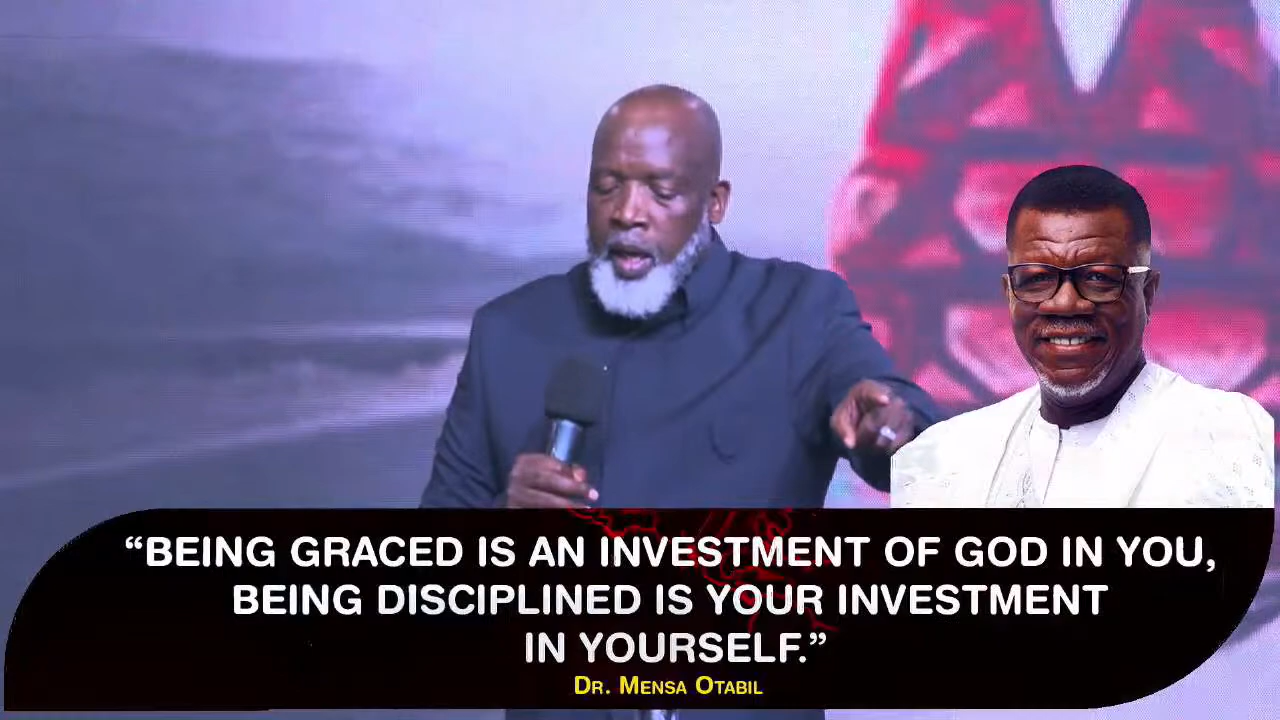 “BEING GRACED IS AN INVESTMENT OF GOD IN YOU,
BEING DISCIPLINED IS YOUR INVESTMENT
IN YOURSELF.”
Dr. Mensa Otabil